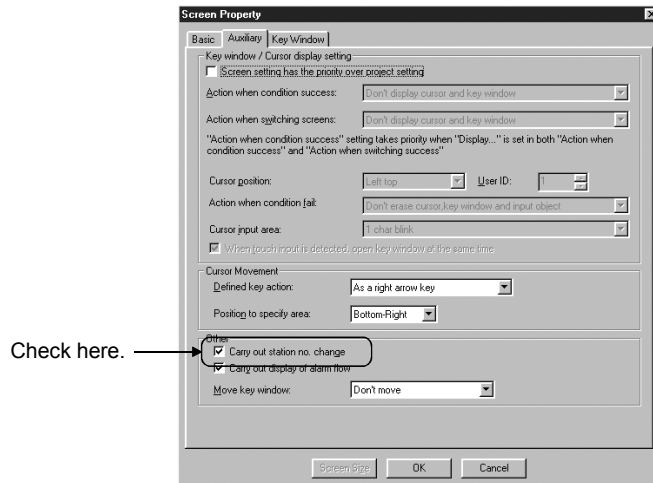 Screen Property
Basic Auxiliary Key Window
Key window / Cursor display setting
Screen setting has the priority over project setting
Action when condition success: Don't display cursor and key window
Action when switching screens: Don't display cursor and key window
"Action when condition success" setting takes priority when "Display..." is set in both "Action when
condition success" and "Action when switching success"
Cursor position: Left top User ID: 1
Action when condition fail: Don't erase cursor,key window and input object
Cursor input area: 1 char blink
When touch input is detected, open key window at the same time
Cursor Movement
Defined key action: As a right arrow key
Position to specify area: Bottom-Right
Other
Check here. Carry out station no. change
Carry out display of alarm flow
Move key window: Don't move
Screen Size OK Cancel